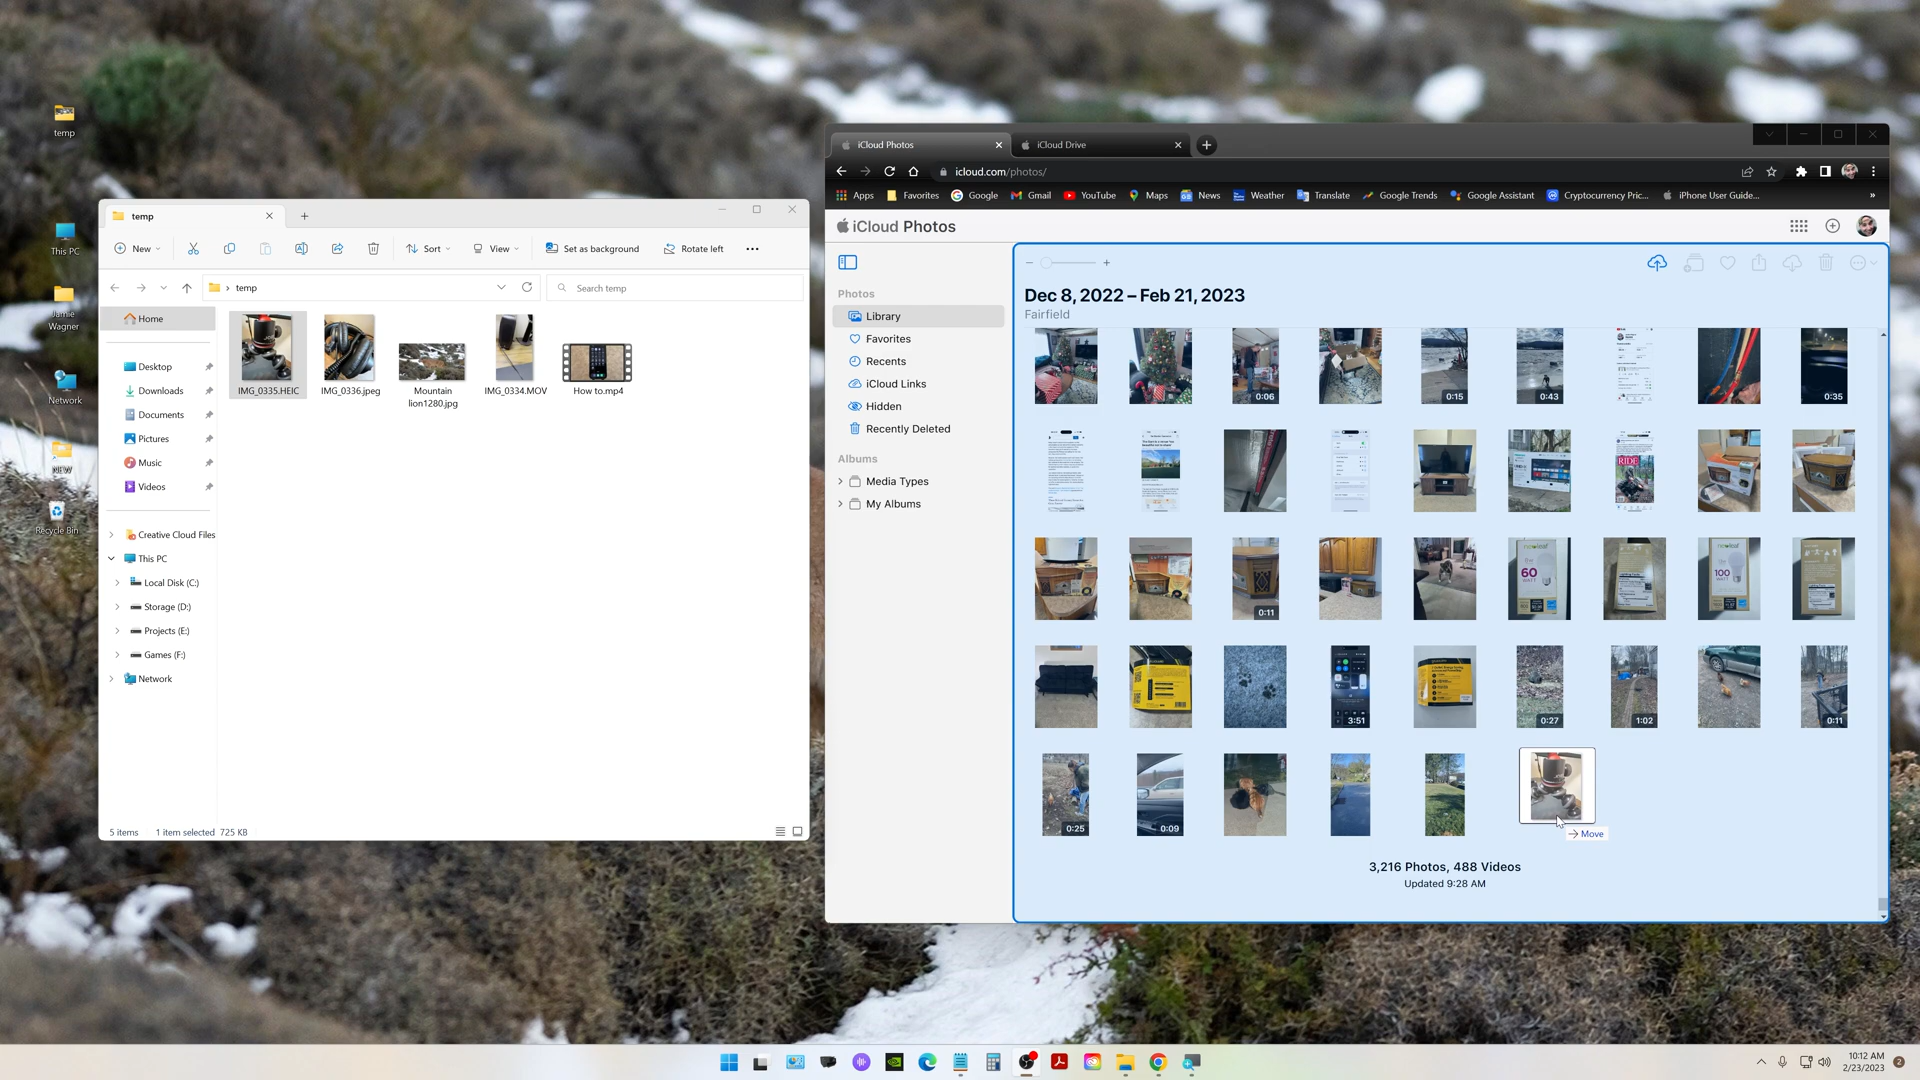 temp
This PC
Jamie
Wagner
Network
NEW
Recycle Bin
temp
New
Sort
View
Set as background
Rotate left
temp
Search temp
Home
Desktop
Downloads
Documents
Pictures
Music
Videos
Creative Cloud Files
This PC
Local Disk (C:)
Storage (D:)
Projects (E:)
Games (F:)
Network
IMG_0335.HEIC
IMG_0336.jpeg
Mountain
lion1280.jpg
IMG_0334.MOV
How to.mp4
5 items 1 item selected 725 KB
iCloud Photos
iCloud Drive
icloud.com/photos/
Apps Favorites Google Gmail YouTube Maps News Weather Translate Google Trends Google Assistant Cryptocurrency Pric... iPhone User Guide... »
iCloud Photos
Photos
Library
Favorites
Recents
iCloud Links
Hidden
Recently Deleted
Albums
Media Types
My Albums
Dec 8, 2022 – Feb 21, 2023
Fairfield
0:06
0:15
0:43
0:35
RIDE
0:11
60
WATT
100
WATT
3:51
0:27
1:02
0:11
0:25
0:09
→ Move
3,216 Photos, 488 Videos
Updated 9:28 AM
10:12 AM
2/23/2023
2